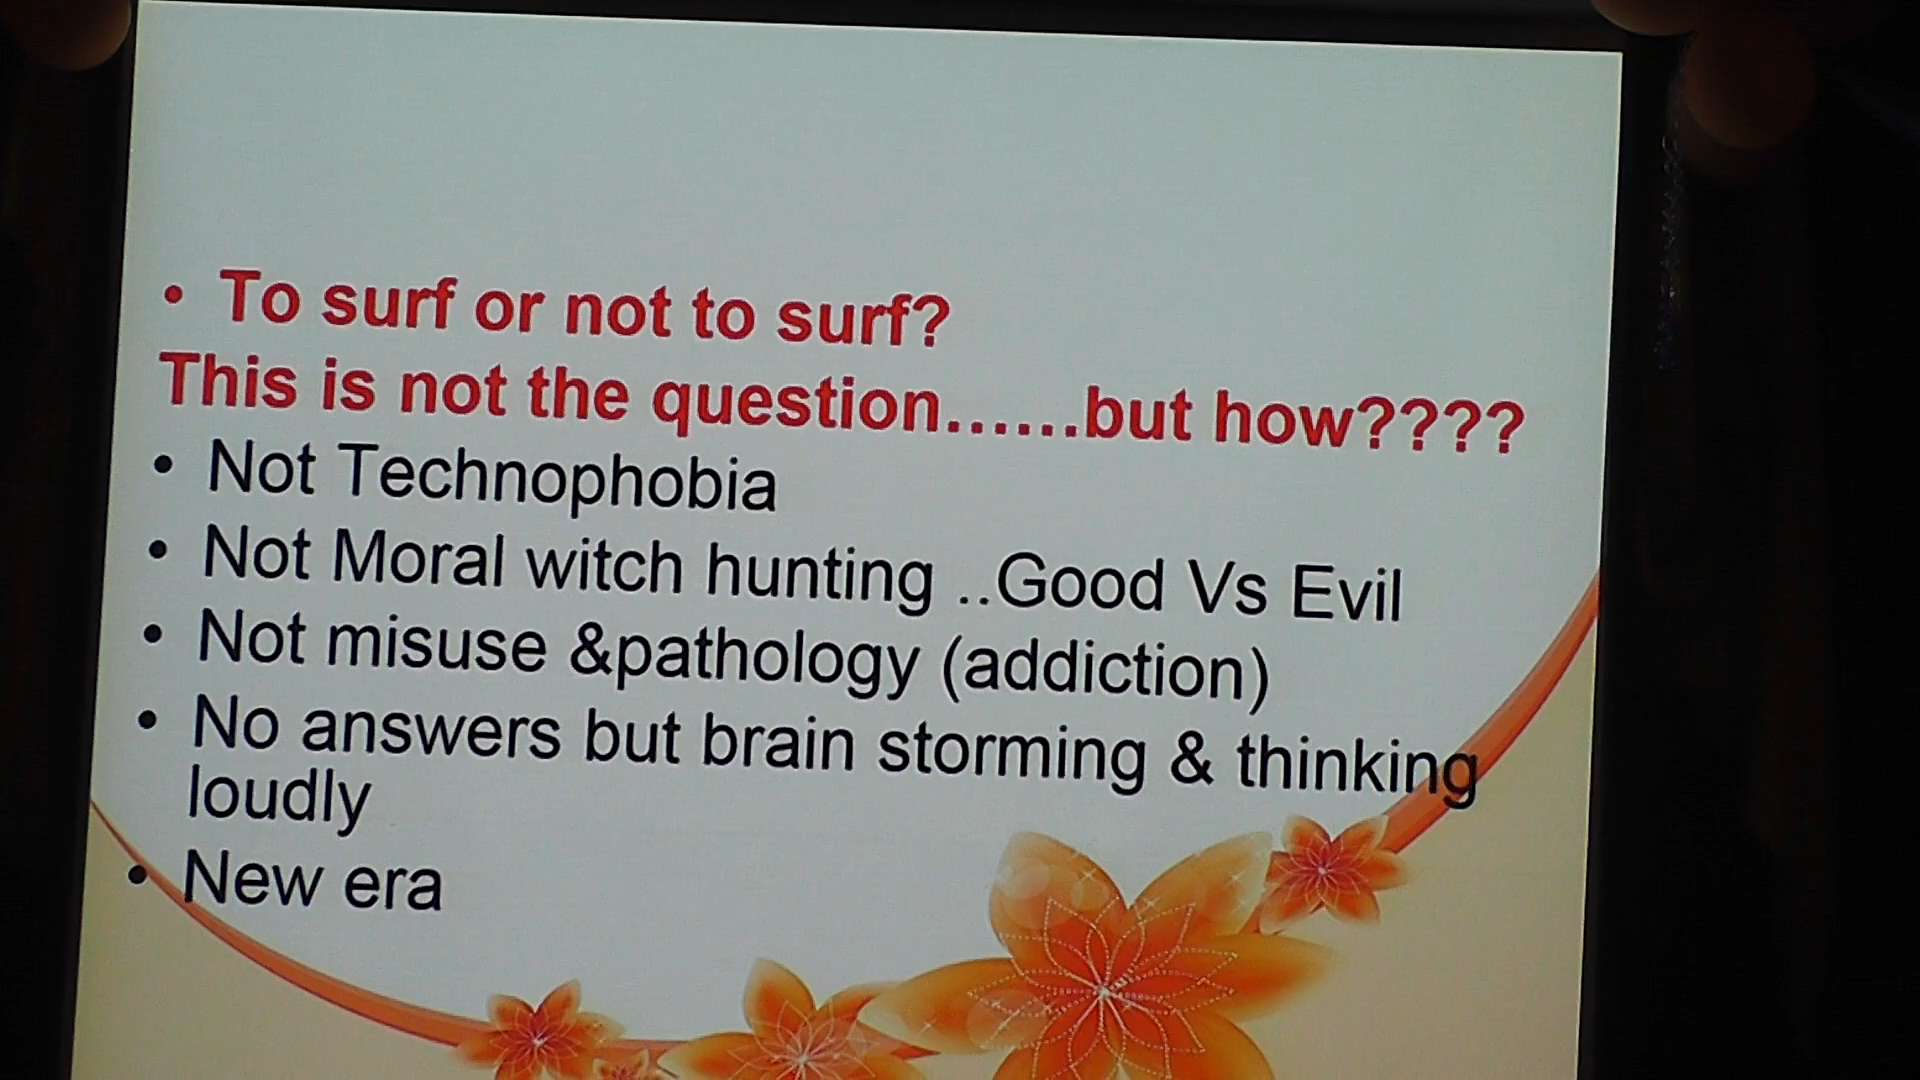 • To surf or not to surf?
This is not the question......but how????
• Not Technophobia
• Not Moral witch hunting ..Good Vs Evil
• Not misuse &pathology (addiction)
• No answers but brain storming & thinking
loudly
• New era